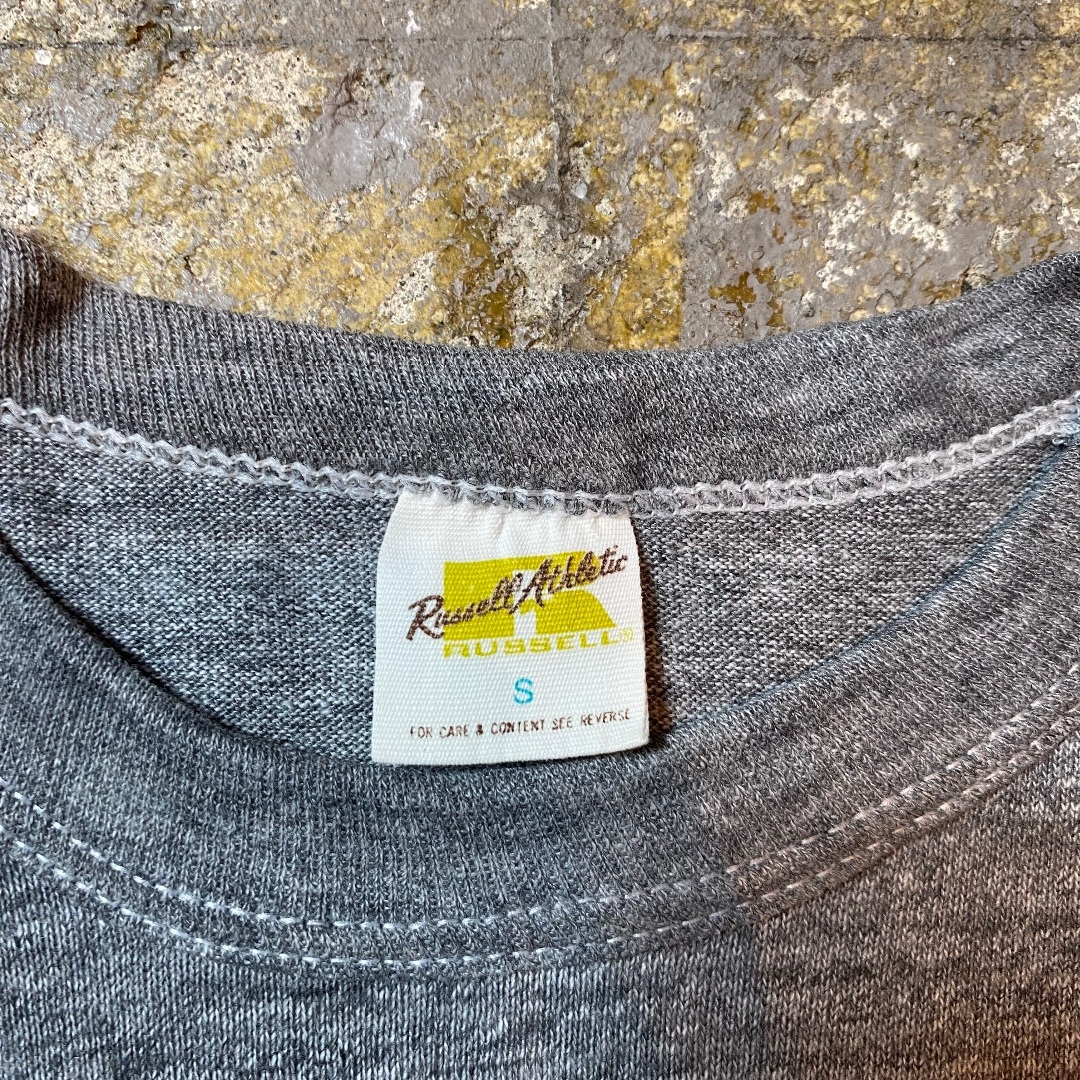 Russell Athletic
RUSSELL®
S
FOR CARE & CONTENT SEE REVERSE